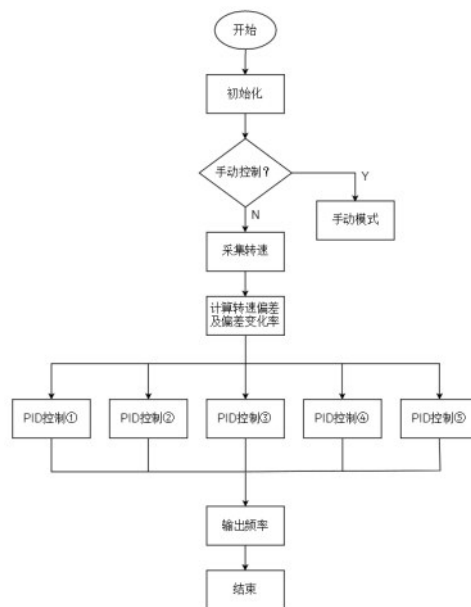 开始
初始化
手动控制？
Y
N
手动模式
采集转速
计算转速偏差
及偏差变化率
PID控制①
PID控制②
PID控制③
PID控制④
PID控制⑤
输出频率
结束